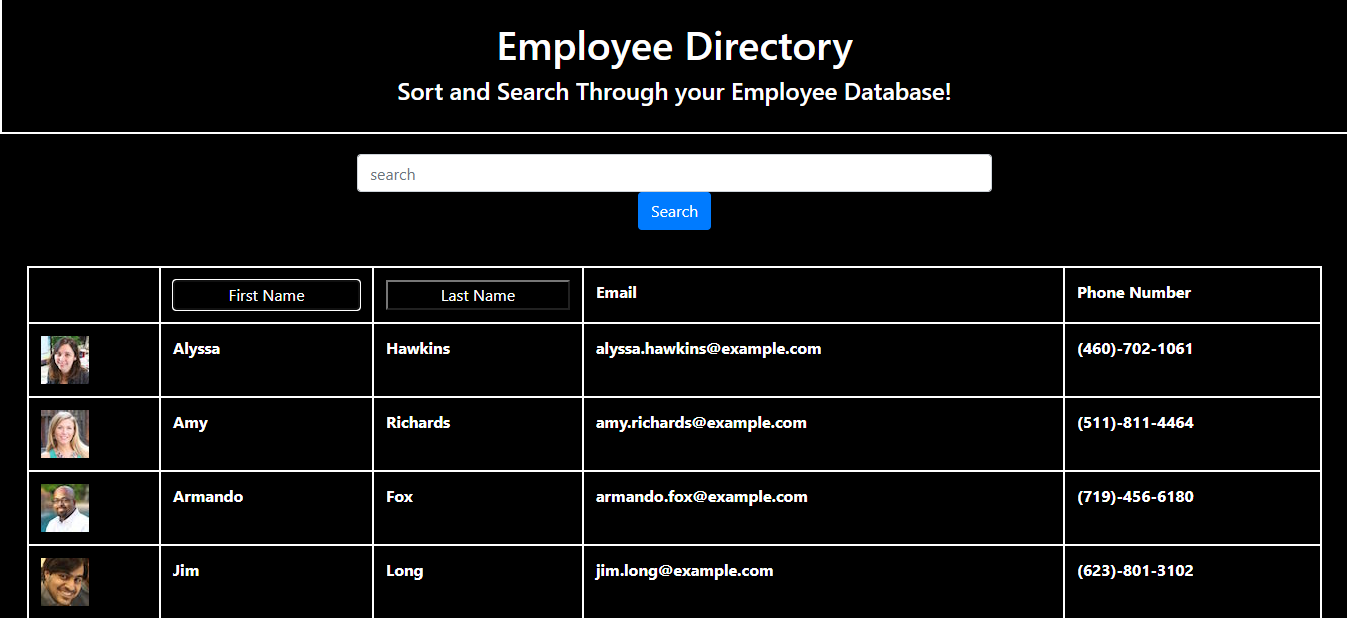 Employee Directory
Sort and Search Through your Employee Database!
search
Search
First Name Last Name Email Phone Number
Alyssa Hawkins alyssa.hawkins@example.com (460)-702-1061
Amy Richards amy.richards@example.com (511)-811-4464
Armando Fox armando.fox@example.com (719)-456-6180
Jim Long jim.long@example.com (623)-801-3102